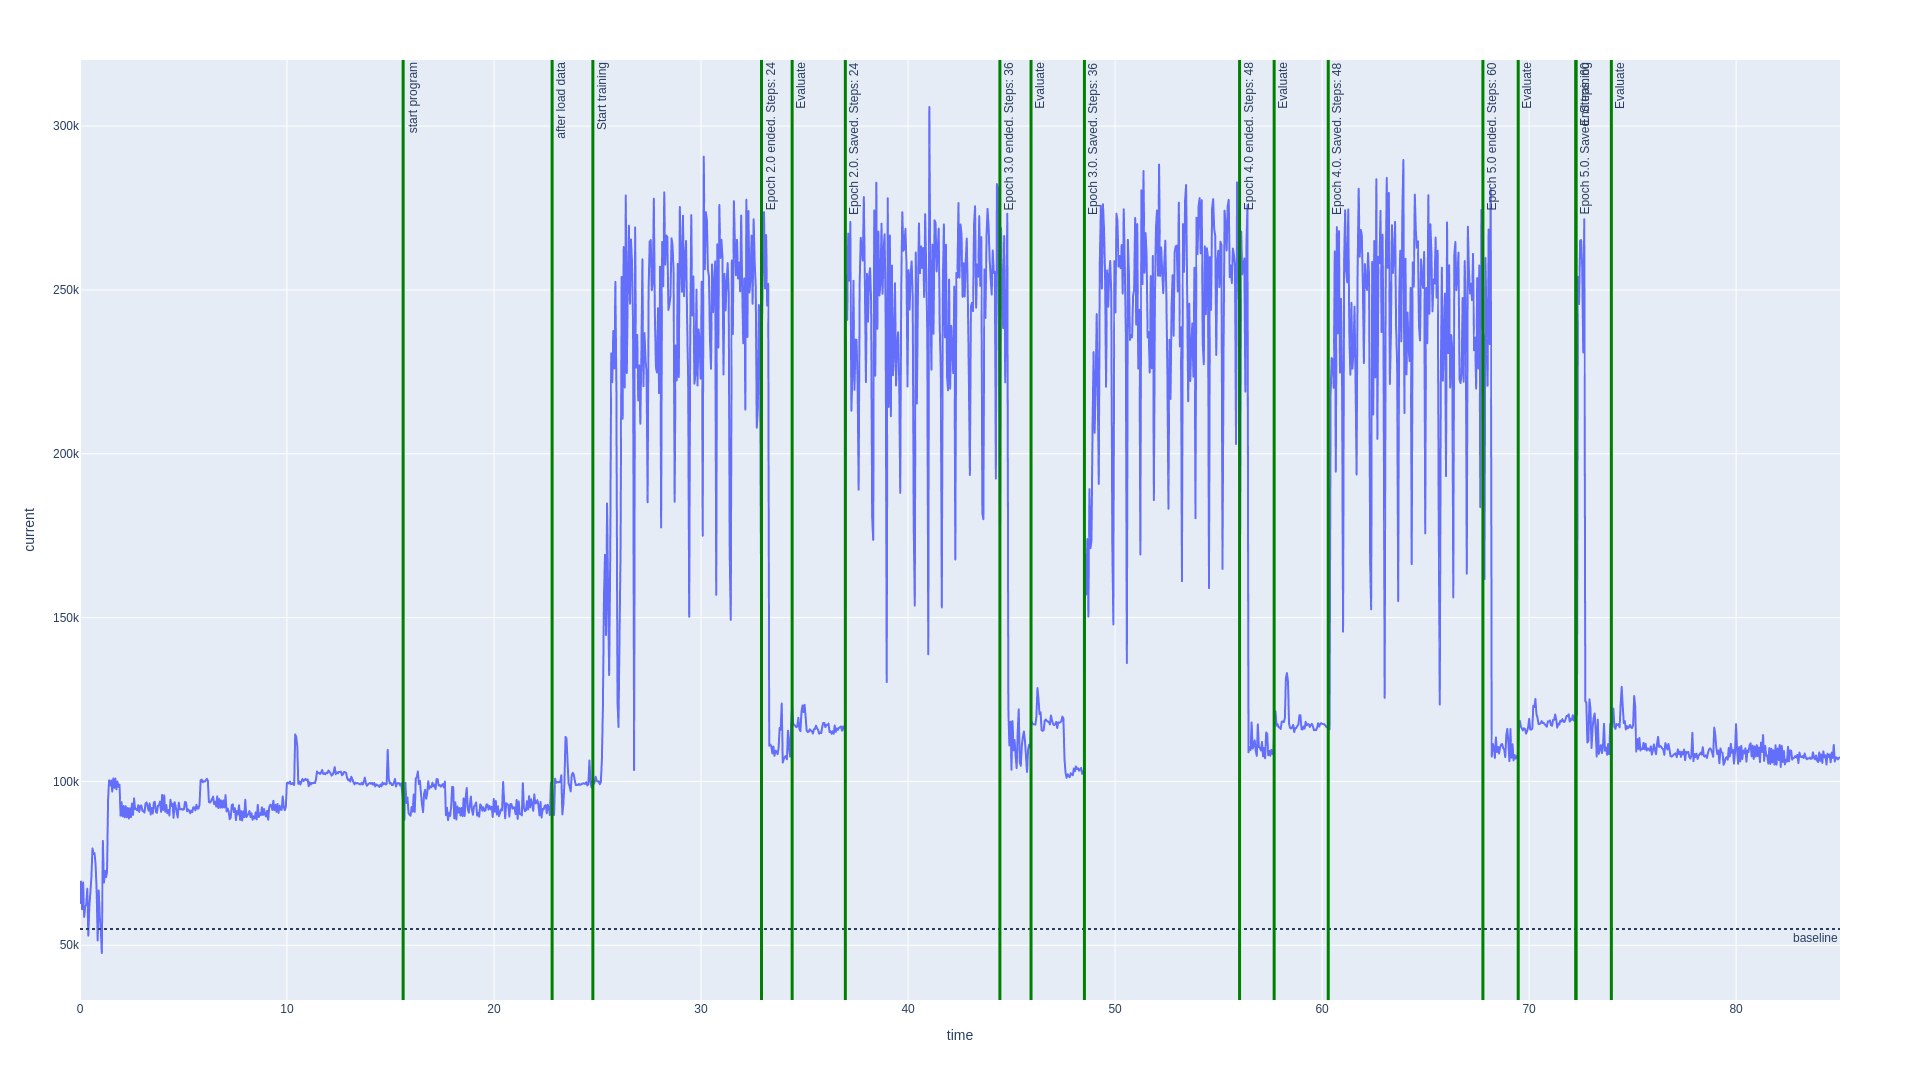 start program
after load data
Start training
Epoch 2.0 ended. Steps: 24
Evaluate
Epoch 2.0. Saved. Steps: 24
Epoch 3.0 ended. Steps: 36
Evaluate
Epoch 3.0. Saved. Steps: 36
Epoch 4.0 ended. Steps: 48
Evaluate
Epoch 4.0. Saved. Steps: 48
Epoch 5.0 ended. Steps: 60
Evaluate
Epoch 5.0. Saved.
Evaluate
300k
250k
200k
150k
100k
50k
current
baseline
0 10 20 30 40 50 60 70 80
time